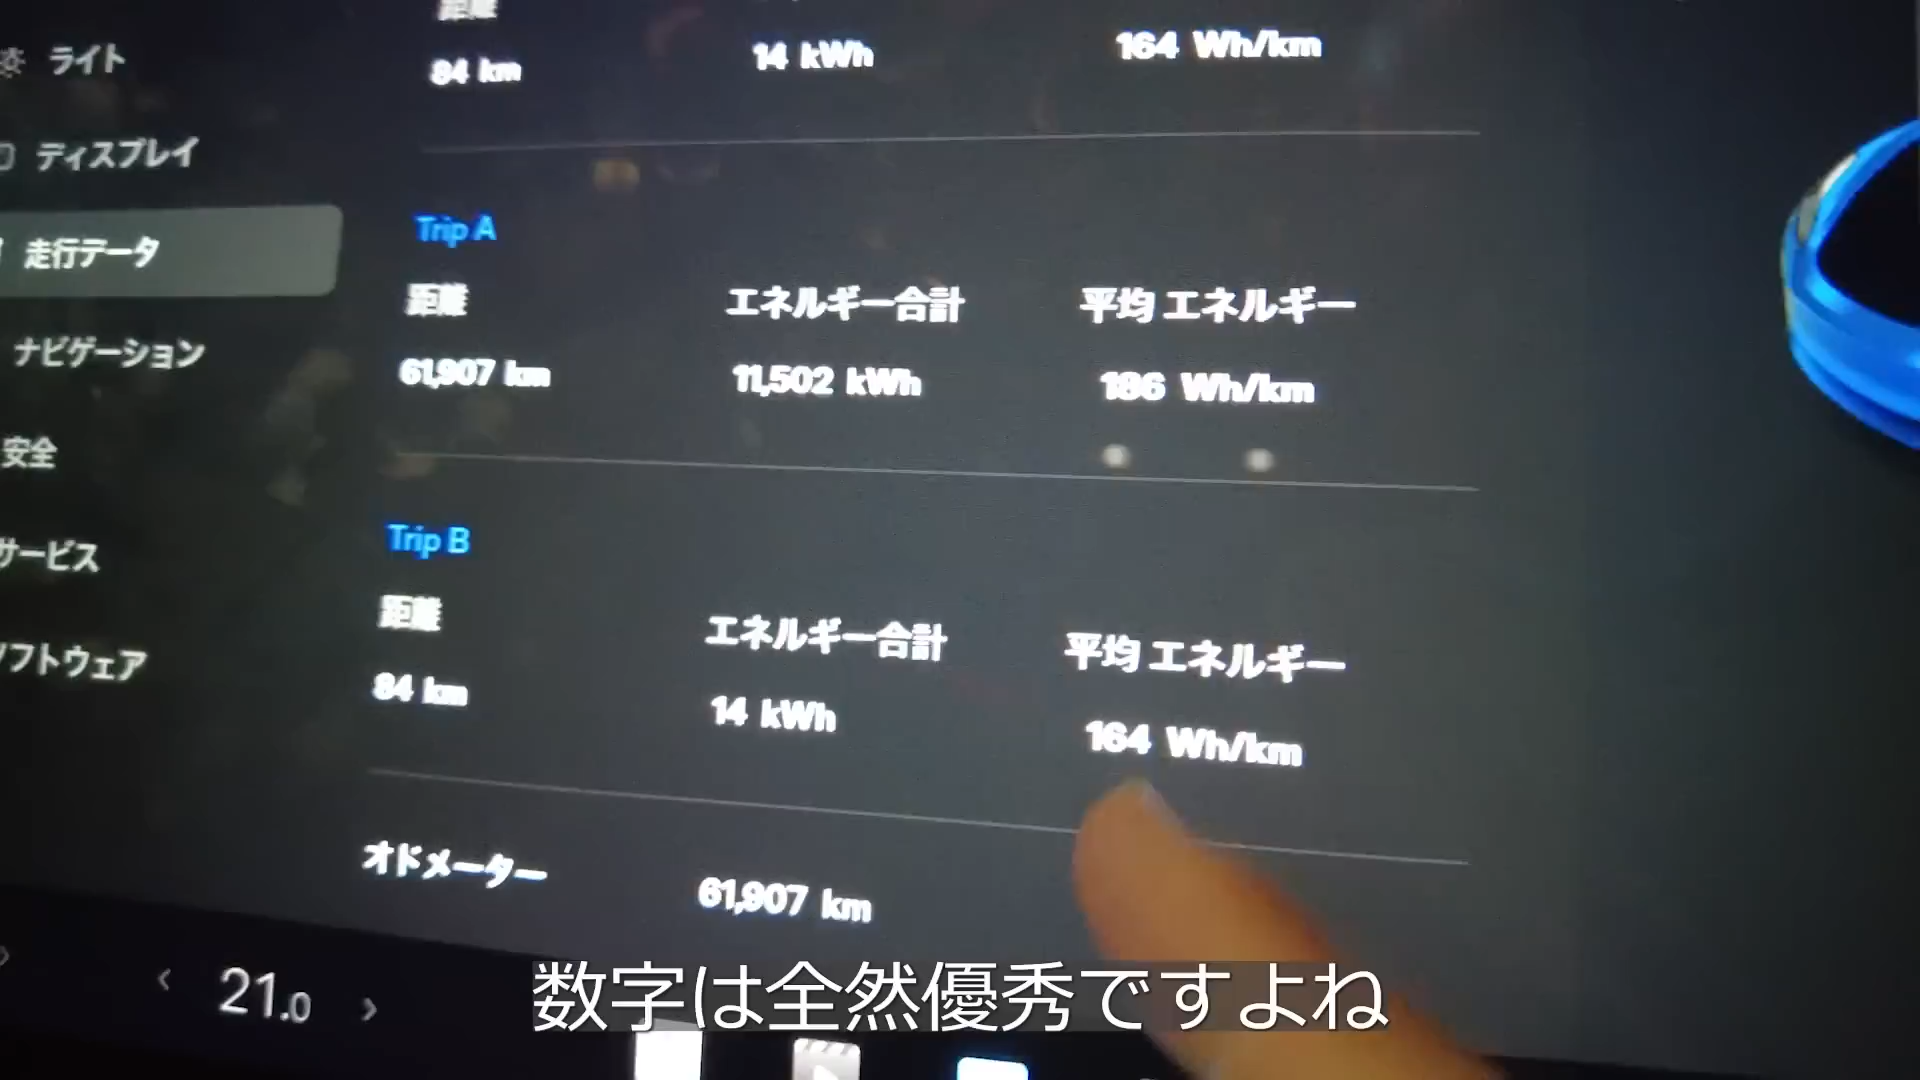 ライト
ディスプレイ
走行データ
ナビゲーション
安全
サービス
ソフトウェア
距離
84 km
14 kWh
164 Wh/km
Trip A
距離
エネルギー合計
平均 エネルギー
61,907 km
11,502 kWh
186 Wh/km
Trip B
距離
エネルギー合計
平均 エネルギー
84 km
14 kWh
164 Wh/km
オドメーター
61,907 km
< 21.0 >
数字は全然優秀ですよね